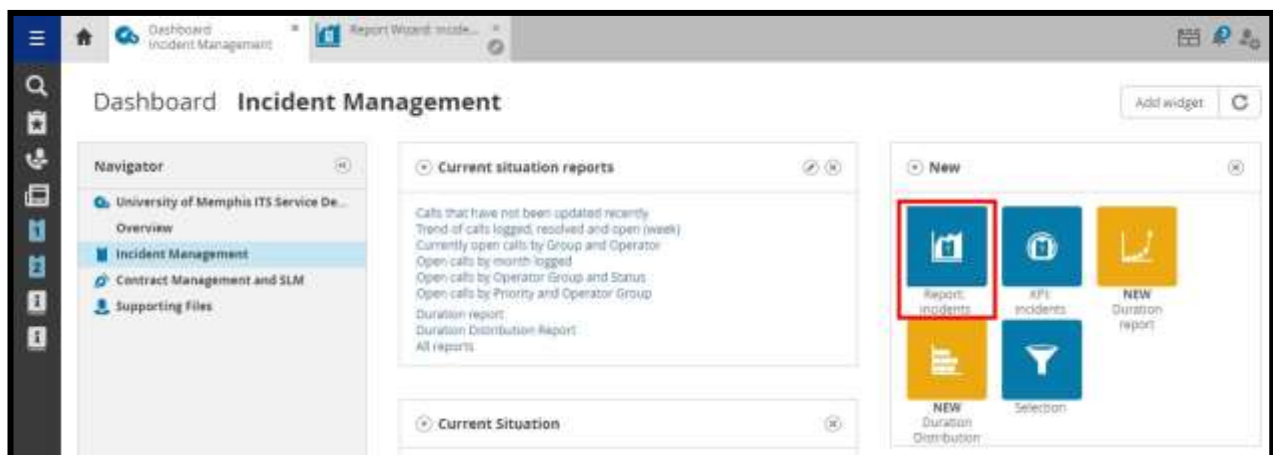 Dashboard
Incident Management
Report Wizard: Incide...
Dashboard Incident Management
Add widget
Navigator
University of Memphis ITS Service De...
Overview
Incident Management
Contract Management and SLM
Supporting Files
Current situation reports
Calls that have not been updated recently
Trend of calls logged, resolved and open (week)
Currently open calls by Group and Operator
Open calls by month logged
Open calls by Operator Group and Status
Open calls by Priority and Operator Group
Duration report
Duration Distribution Report
All reports
Current Situation
New
Report:
incidents
KPI:
incidents
NEW
Duration
report
NEW
Duration
Distribution
Selection
1
2